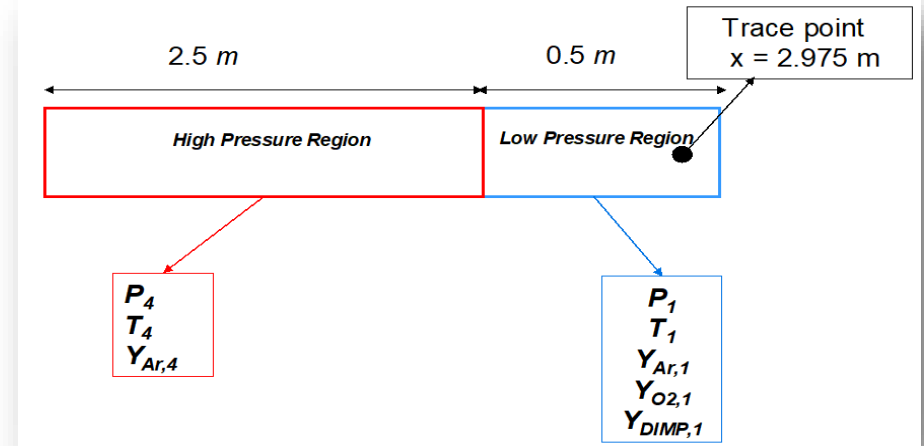 Trace point
x = 2.975 m
2.5 m
0.5 m
High Pressure Region
Low Pressure Region
P4
T4
YAr,4
P1
T1
YAr,1
YO2,1
YDIMP,1